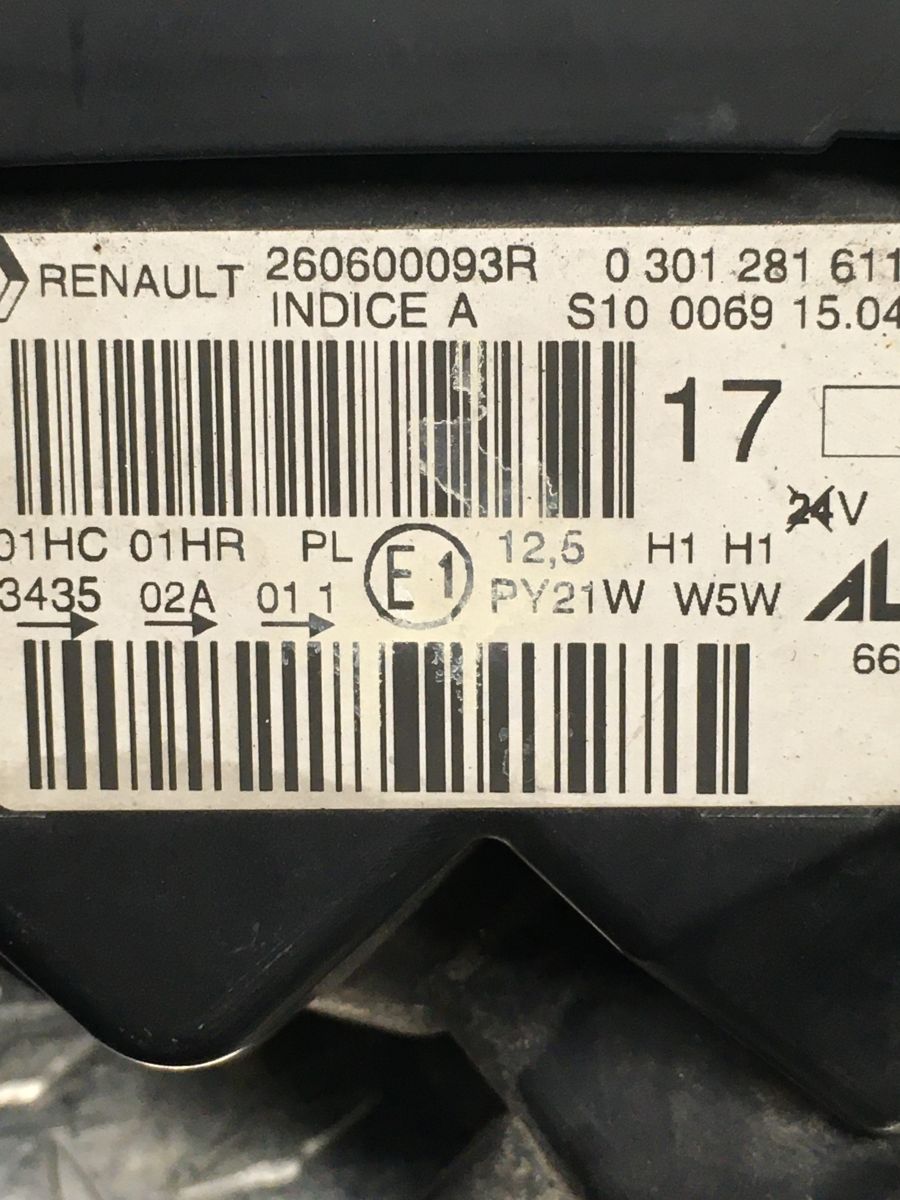 RENAULT 260600093R 0 301 281 611
INDICE A S10 0069 15.04
17
24V
01HC 01HR PL E1 12,5 H1 H1
3435 02A 01 1 PY21W W5W AL
66